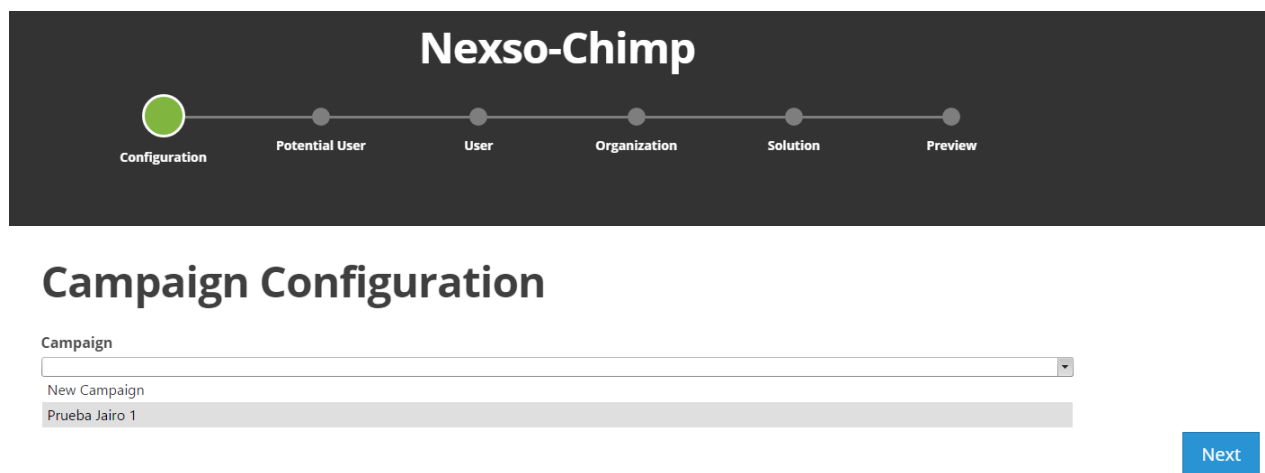 Nexso-Chimp
Configuration
Potential User
User
Organization
Solution
Preview
Campaign Configuration
Campaign
New Campaign
Prueba Jairo 1
Next